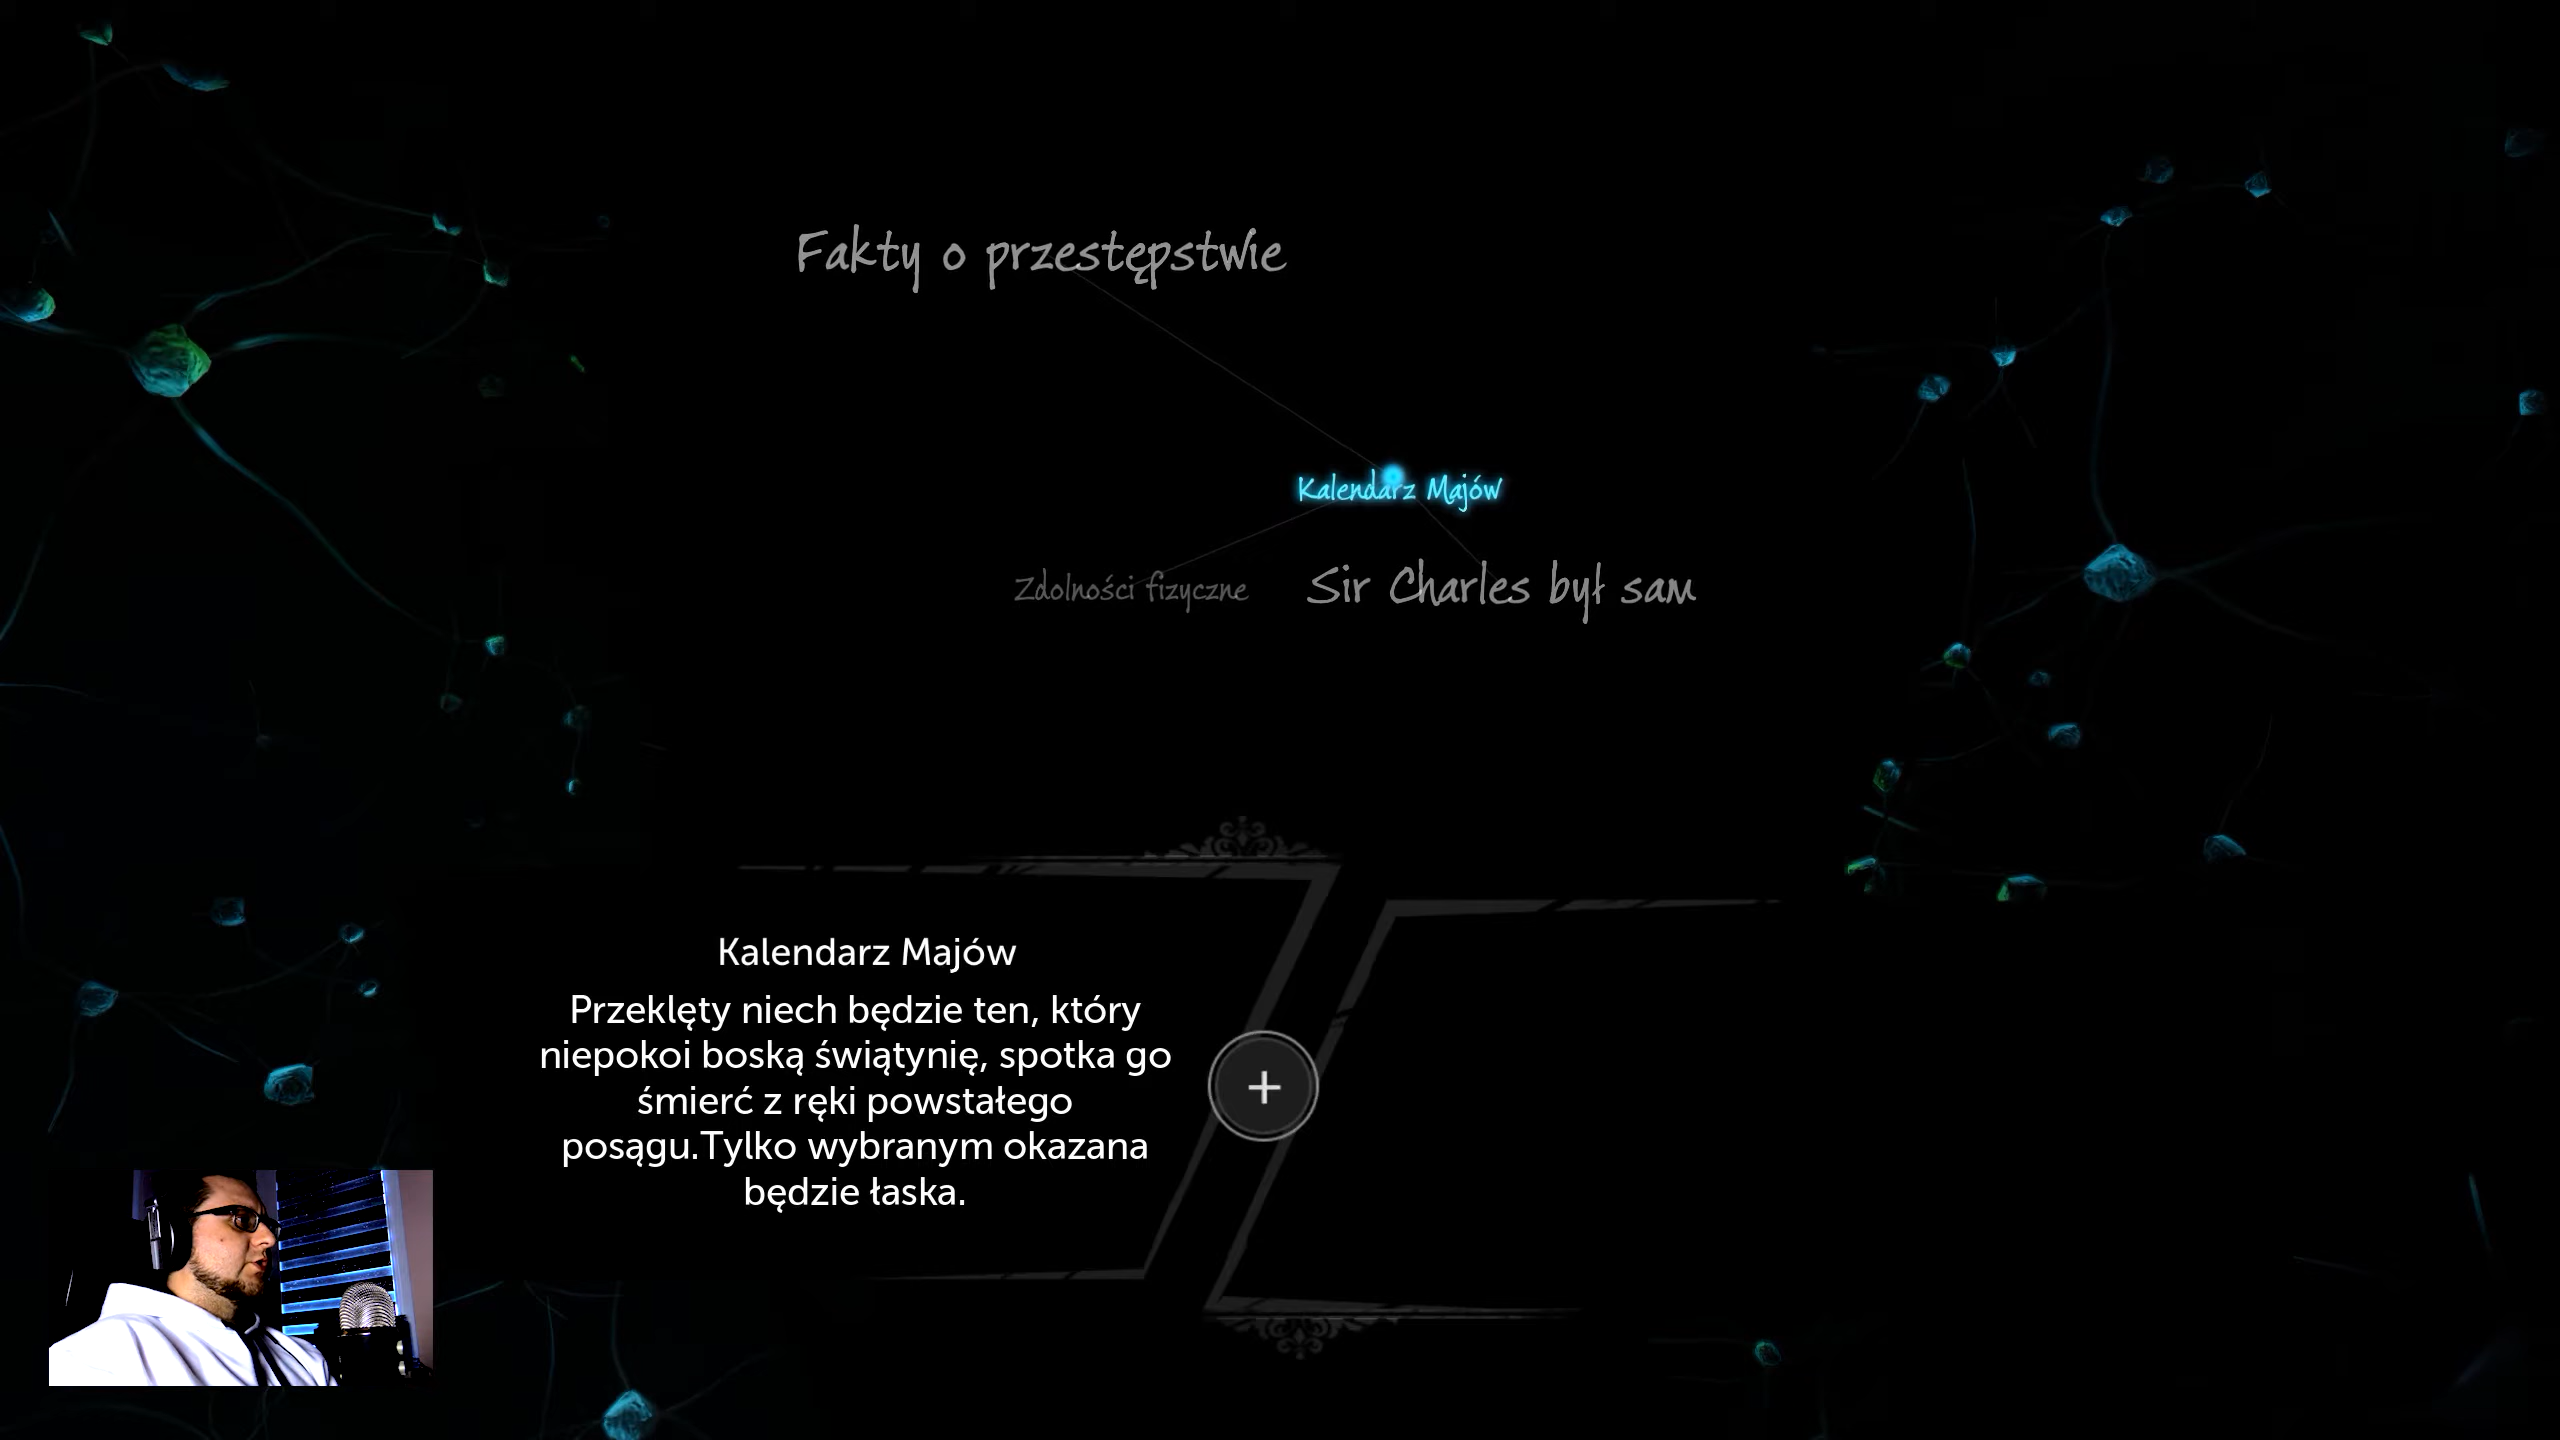 Fakty o przestępstwie
Kalendarz Majów
Zdolności fizyczne
Sir Charles był sam
Kalendarz Majów
Przeklęty niech będzie ten, który
niepokoi boską świątynię, spotka go
śmierć z ręki powstałego
posągu.Tylko wybranym okazana
będzie łaska.
+